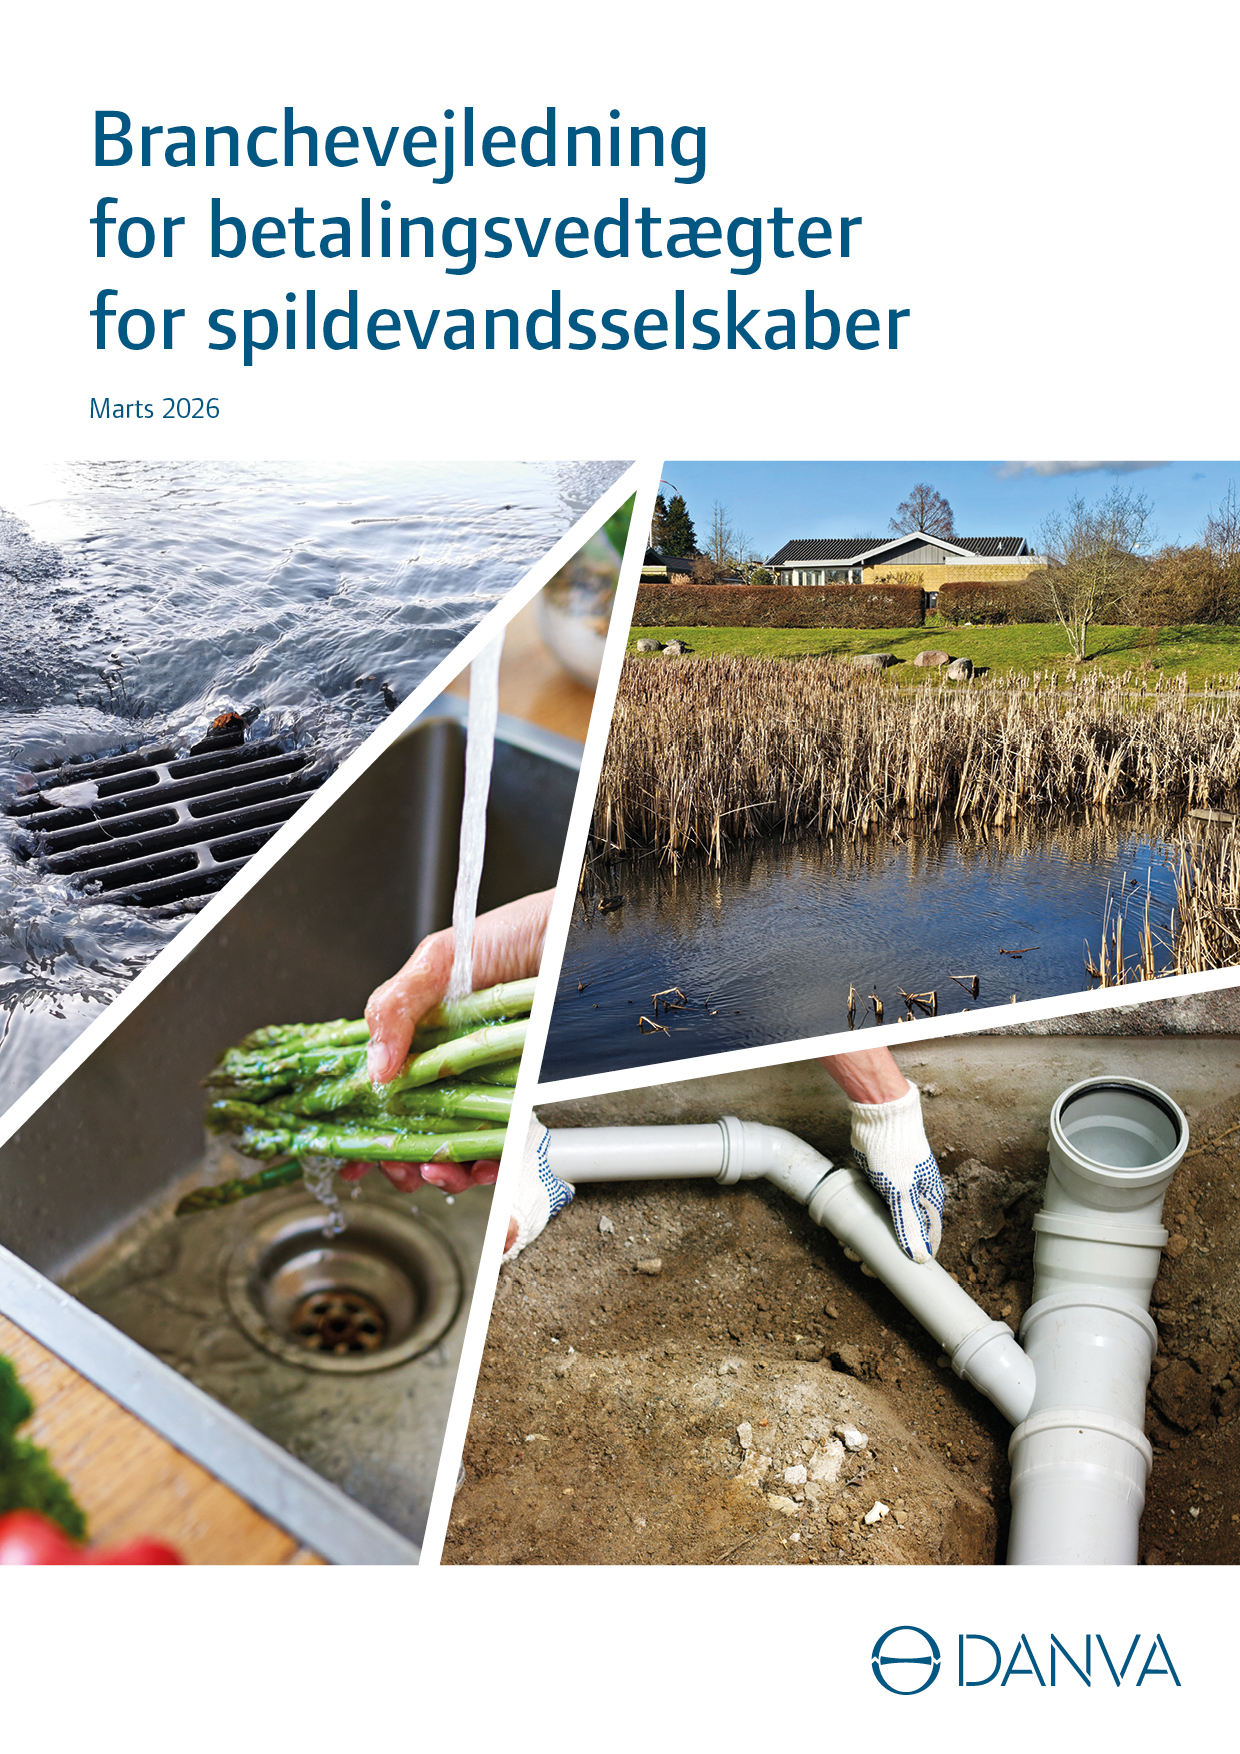 Branchevejledning
for betalingsvedtægter
for spildevandsselskaber
Marts 2026
DANVA